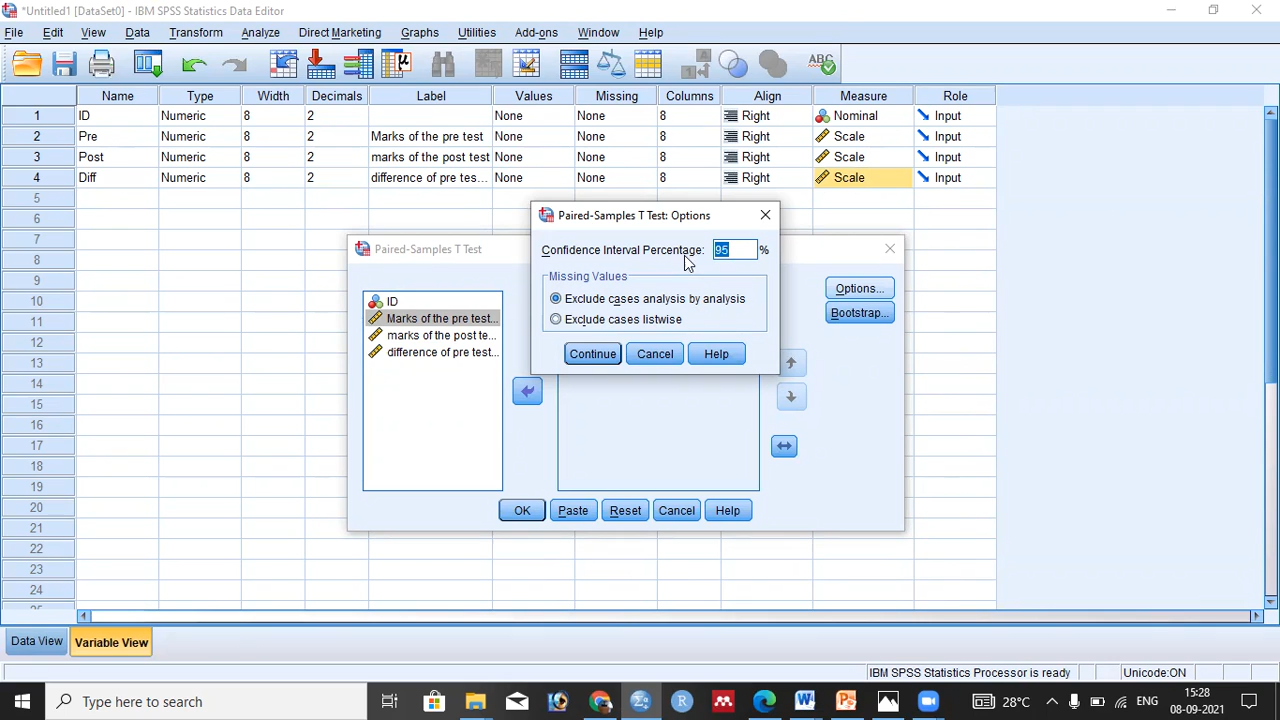 *Untitled1 [DataSet0] - IBM SPSS Statistics Data Editor
File Edit View Data Transform Analyze Direct Marketing Graphs Utilities Add-ons Window Help
Name Type Width Decimals Label Values Missing Columns Align Measure Role
1 ID Numeric 8 2 None None 8 Right Nominal Input
2 Pre Numeric 8 2 Marks of the pre test None None 8 Right Scale Input
3 Post Numeric 8 2 marks of the post test None None 8 Right Scale Input
4 Diff Numeric 8 2 difference of pre tes... None None 8 Right Scale Input
5
6
7
8
9
10
11
12
13
14
15
16
17
18
19
20
21
22
23
24
Paired-Samples T Test
ID
Marks of the pre test...
marks of the post te...
difference of pre test...
Options...
Bootstrap...
OK Paste Reset Cancel Help
Paired-Samples T Test: Options
Confidence Interval Percentage: 95 %
Missing Values
Exclude cases analysis by analysis
Exclude cases listwise
Continue Cancel Help
Data View Variable View
IBM SPSS Statistics Processor is ready Unicode:ON
Type here to search
28°C ENG 15:28
08-09-2021